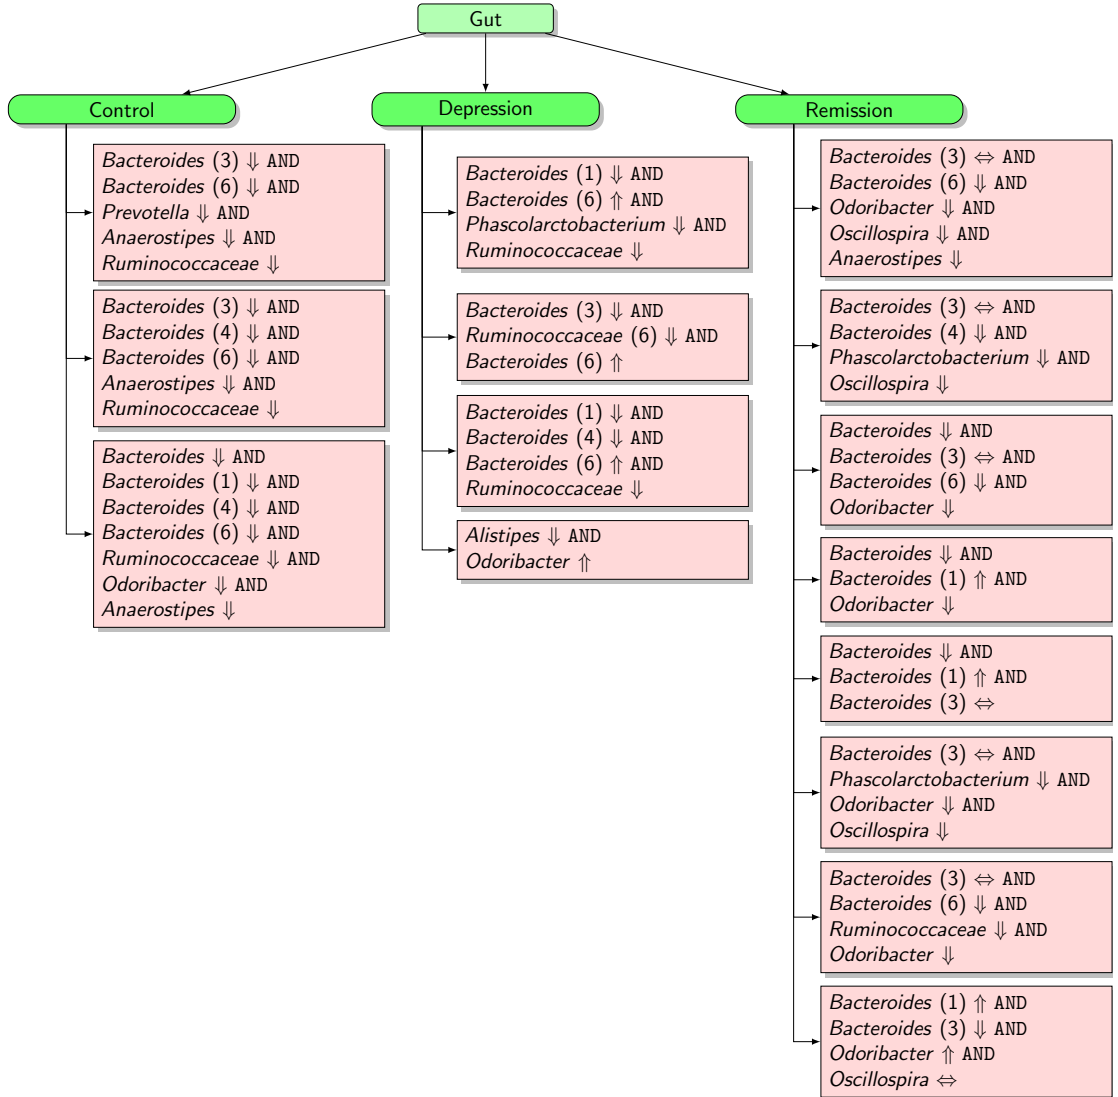 Gut
Control
Bacteroides (3) ⇓ AND
Bacteroides (6) ⇓ AND
Prevotella ⇓ AND
Anaerostipes ⇓ AND
Ruminococcaceae ⇓
Bacteroides (3) ⇓ AND
Bacteroides (4) ⇓ AND
Bacteroides (6) ⇓ AND
Anaerostipes ⇓ AND
Ruminococcaceae ⇓
Bacteroides ⇓ AND
Bacteroides (1) ⇓ AND
Bacteroides (4) ⇓ AND
Bacteroides (6) ⇓ AND
Ruminococcaceae ⇓ AND
Odoribacter ⇓ AND
Anaerostipes ⇓
Depression
Bacteroides (1) ⇓ AND
Bacteroides (6) ⇑ AND
Phascolarctobacterium ⇓ AND
Ruminococcaceae ⇓
Bacteroides (3) ⇓ AND
Ruminococcaceae (6) ⇓ AND
Bacteroides (6) ⇑
Bacteroides (1) ⇓ AND
Bacteroides (4) ⇓ AND
Bacteroides (6) ⇑ AND
Ruminococcaceae ⇓
Alistipes ⇓ AND
Odoribacter ⇑
Remission
Bacteroides (3) ⇔ AND
Bacteroides (6) ⇓ AND
Odoribacter ⇓ AND
Oscillospira ⇓ AND
Anaerostipes ⇓
Bacteroides (3) ⇔ AND
Bacteroides (4) ⇓ AND
Phascolarctobacterium ⇓ AND
Oscillospira ⇓
Bacteroides ⇓ AND
Bacteroides (3) ⇔ AND
Bacteroides (6) ⇓ AND
Odoribacter ⇓
Bacteroides ⇓ AND
Bacteroides (1) ⇑ AND
Odoribacter ⇓
Bacteroides ⇓ AND
Bacteroides (1) ⇑ AND
Bacteroides (3) ⇔
Bacteroides (3) ⇔ AND
Phascolarctobacterium ⇓ AND
Odoribacter ⇓ AND
Oscillospira ⇓
Bacteroides (3) ⇔ AND
Bacteroides (6) ⇓ AND
Ruminococcaceae ⇓ AND
Odoribacter ⇓
Bacteroides (1) ⇑ AND
Bacteroides (3) ⇓ AND
Odoribacter ⇑ AND
Oscillospira ⇔